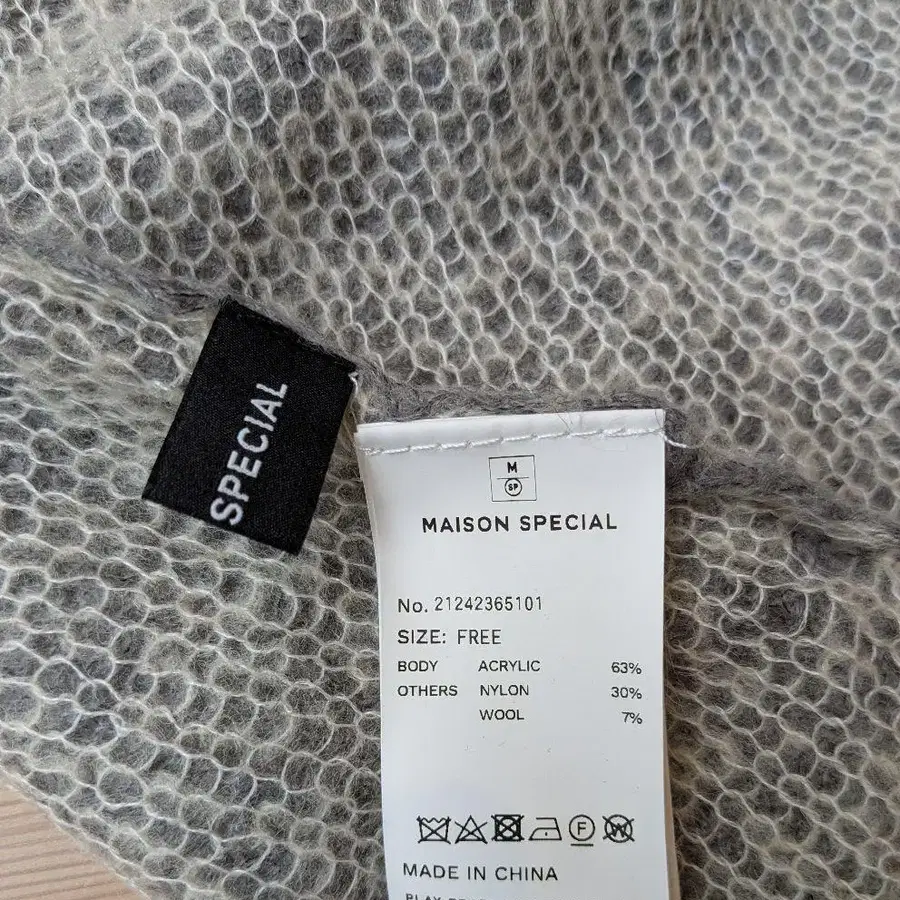 SPECIAL
M
SP
MAISON SPECIAL
No. 21242365101
SIZE: FREE
BODY ACRYLIC 63%
OTHERS NYLON 30%
WOOL 7%
F W
MADE IN CHINA
PLAY